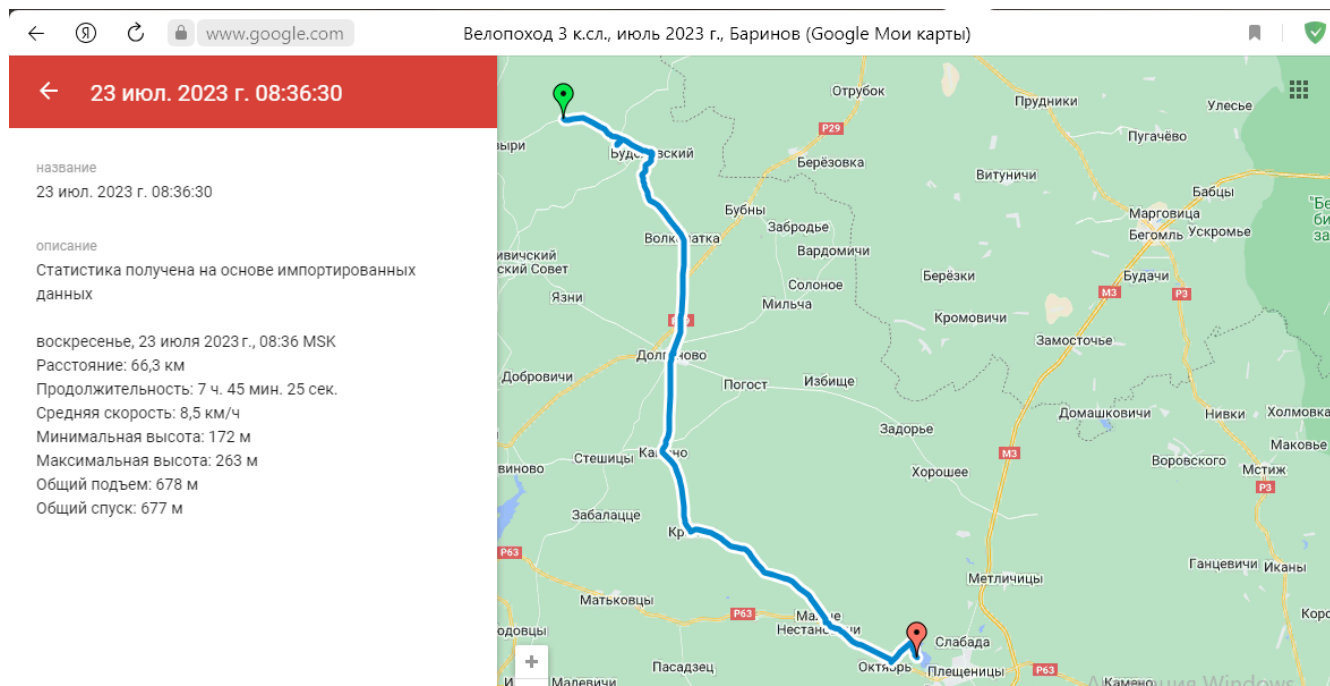 www.google.com
Велопоход 3 к.сл., июль 2023 г., Баринов (Google Мои карты)
23 июл. 2023 г. 08:36:30
название
23 июл. 2023 г. 08:36:30
описание
Статистика получена на основе импортированных
данных
воскресенье, 23 июля 2023 г., 08:36 MSK
Расстояние: 66,3 км
Продолжительность: 7 ч. 45 мин. 25 сек.
Средняя скорость: 8,5 км/ч
Минимальная высота: 172 м
Максимальная высота: 263 м
Общий подъем: 678 м
Общий спуск: 677 м
Отрубок
Прудники
Улесье
P29
Пугачёво
Берёзовка
Витуничи
Бабцы
Бубны
Марговица
Забродье
Бегомль
Ускромье
Вардомичи
Язни
Солоное
Берёзки
Будачи
M3
P3
Мильча
Кромовичи
Замосточье
Добровичи
Погост
Избище
Домашковичи
Нивки
Холмовка
Задорье
Маковье
Стешицы
M3
Воровского
Мстиж
Хорошее
P3
Забалацце
P63
Ганцевичи
Иканы
Метличицы
Матьковцы
P63
Слабада
Пасадзец
Плещеницы
P63
Малевичи